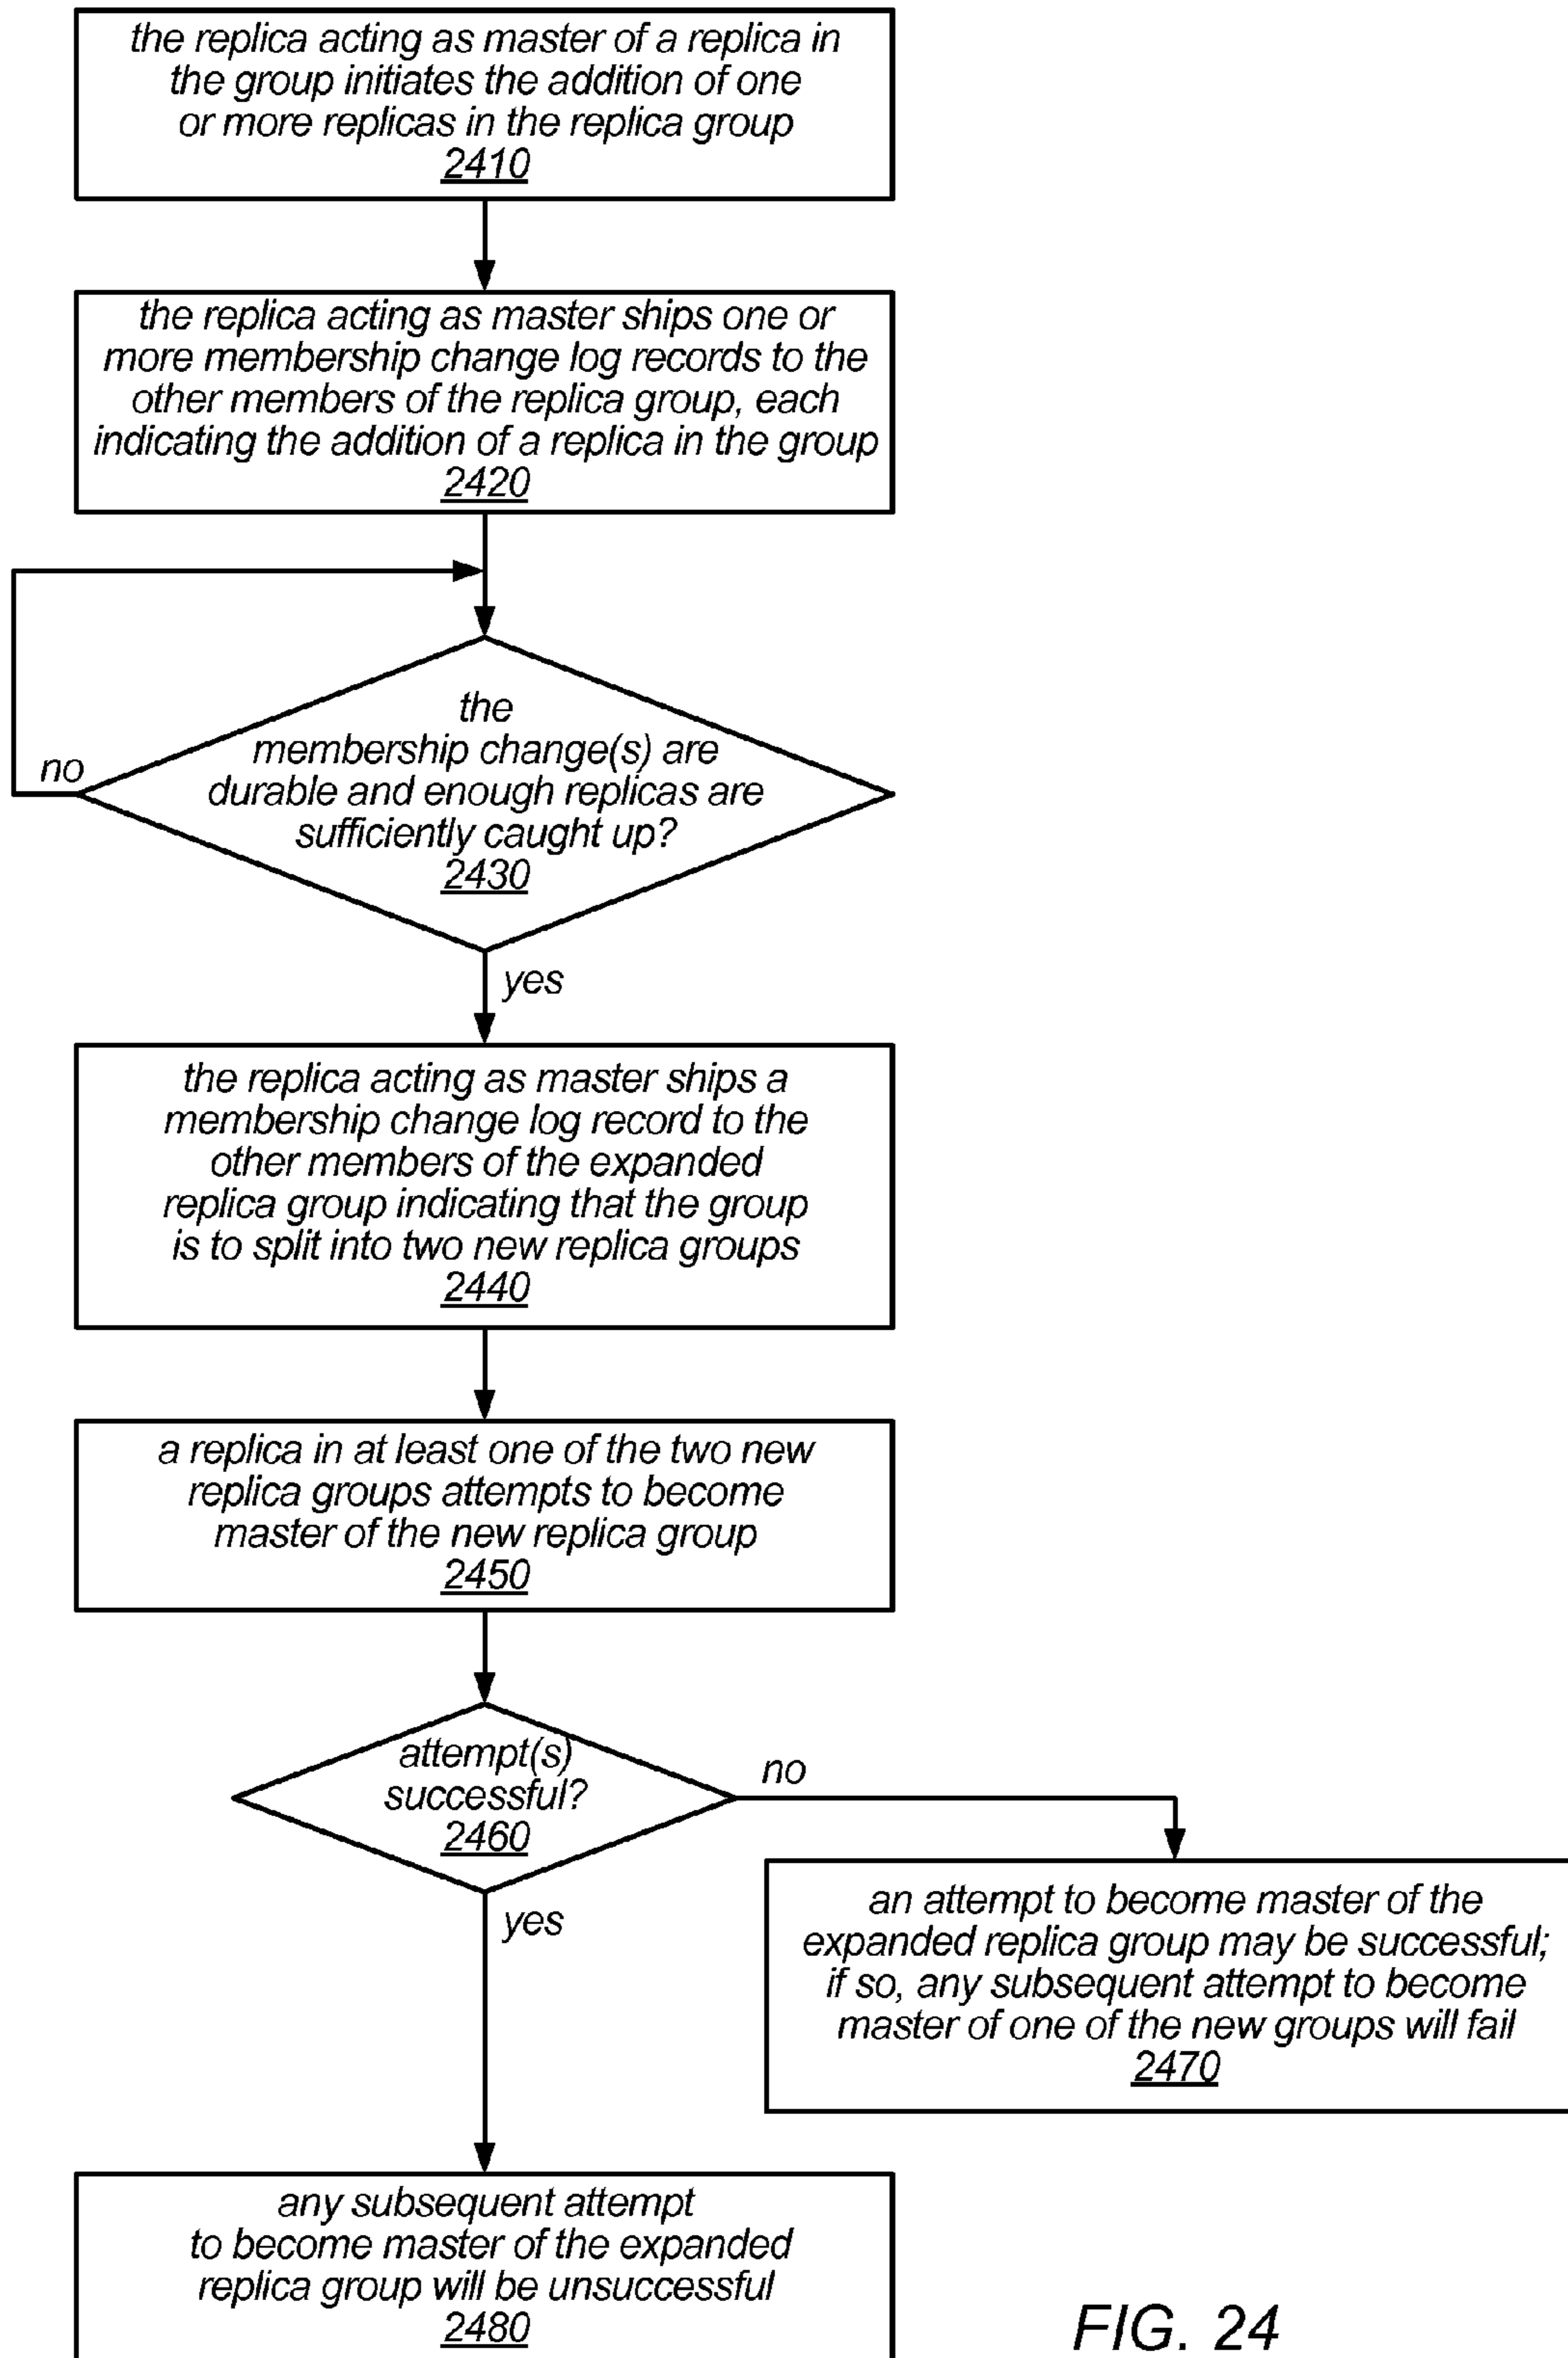 the replica acting as master of a replica in
the group initiates the addition of one
or more replicas in the replica group
2410
the replica acting as master ships one or
more membership change log records to the
other members of the replica group, each
indicating the addition of a replica in the group
2420
the
membership change(s) are
durable and enough replicas are
sufficiently caught up?
2430
no
yes
the replica acting as master ships a
membership change log record to the
other members of the expanded
replica group indicating that the group
is to split into two new replica groups
2440
a replica in at least one of the two new
replica groups attempts to become
master of the new replica group
2450
attempt(s)
successful?
2460
no
yes
an attempt to become master of the
expanded replica group may be successful;
if so, any subsequent attempt to become
master of one of the new groups will fail
2470
any subsequent attempt
to become master of the expanded
replica group will be unsuccessful
2480
FIG. 24